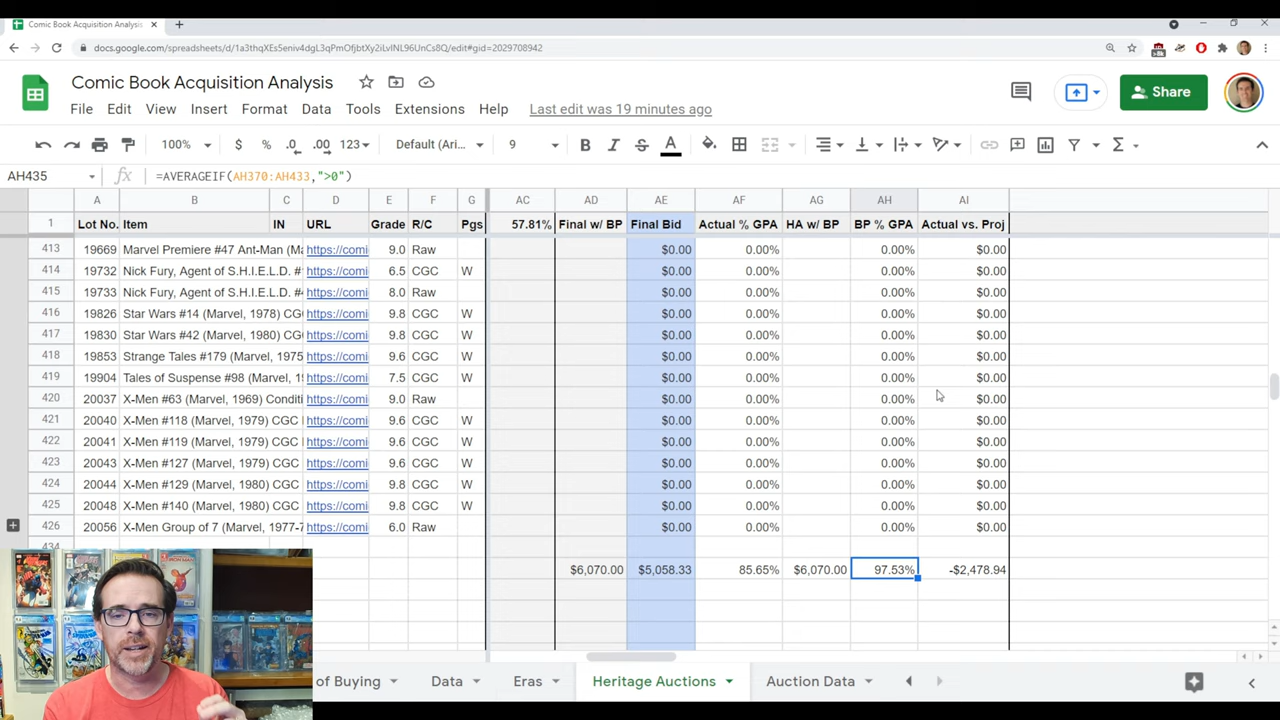 Comic Book Acquisition Analysis
docs.google.com/spreadsheets/d/1a3thqXEs5eniv4dgL3qPmOfjbtXy2iLvINL96UnCs8Q/edit#gid=2029708942
Comic Book Acquisition Analysis
File Edit View Insert Format Data Tools Extensions Help Last edit was 19 minutes ago
Share
100% $ % .0 .00 123 Default (Ari... 9 B I S A
AH435 fx =AVERAGEIF(AH370:AH433,">0")
A B C D E F G AC AD AE AF AG AH AI
1 Lot No. Item IN URL Grade R/C Pgs 57.81% Final w/ BP Final Bid Actual % GPA HA w/ BP BP % GPA Actual vs. Proj
413 19669 Marvel Premiere #47 Ant-Man (Ma https://comi 9.0 Raw $0.00 0.00% 0.00% $0.00
414 19732 Nick Fury, Agent of S.H.I.E.L.D. # https://comi 6.5 CGC W $0.00 0.00% 0.00% $0.00
415 19733 Nick Fury, Agent of S.H.I.E.L.D. # https://comi 8.0 Raw $0.00 0.00% 0.00% $0.00
416 19826 Star Wars #14 (Marvel, 1978) CG https://comi 9.8 CGC W $0.00 0.00% 0.00% $0.00
417 19830 Star Wars #42 (Marvel, 1980) CG https://comi 9.8 CGC W $0.00 0.00% 0.00% $0.00
418 19853 Strange Tales #179 (Marvel, 1975 https://comi 9.6 CGC W $0.00 0.00% 0.00% $0.00
419 19904 Tales of Suspense #98 (Marvel, 19 https://comi 7.5 CGC W $0.00 0.00% 0.00% $0.00
420 20037 X-Men #63 (Marvel, 1969) Conditi https://comi 9.0 Raw $0.00 0.00% 0.00% $0.00
421 20040 X-Men #118 (Marvel, 1979) CGC https://comi 9.6 CGC W $0.00 0.00% 0.00% $0.00
422 20041 X-Men #119 (Marvel, 1979) CGC https://comi 9.6 CGC W $0.00 0.00% 0.00% $0.00
423 20043 X-Men #127 (Marvel, 1979) CGC https://comi 9.6 CGC W $0.00 0.00% 0.00% $0.00
424 20044 X-Men #129 (Marvel, 1980) CGC https://comi 9.6 CGC W $0.00 0.00% 0.00% $0.00
425 20048 X-Men #140 (Marvel, 1980) CGC https://comi 9.8 CGC W $0.00 0.00% 0.00% $0.00
426 20056 X-Men Group of 7 (Marvel, 1977-7 https://comi 6.0 Raw $0.00 0.00% 0.00% $0.00
434
$6,070.00 $5,058.33 85.65% $6,070.00 97.53% -$2,478.94
of Buying Data Eras Heritage Auctions Auction Data